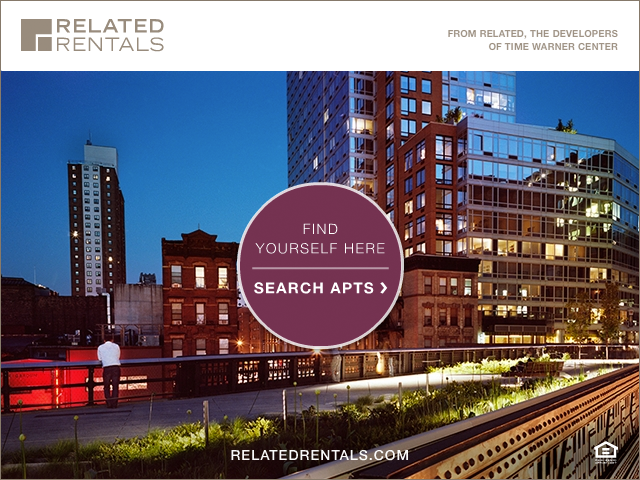 RELATED
RENTALS
FROM RELATED, THE DEVELOPERS
OF TIME WARNER CENTER
FIND
YOURSELF HERE
SEARCH APTS ❯
RELATEDRENTALS.COM